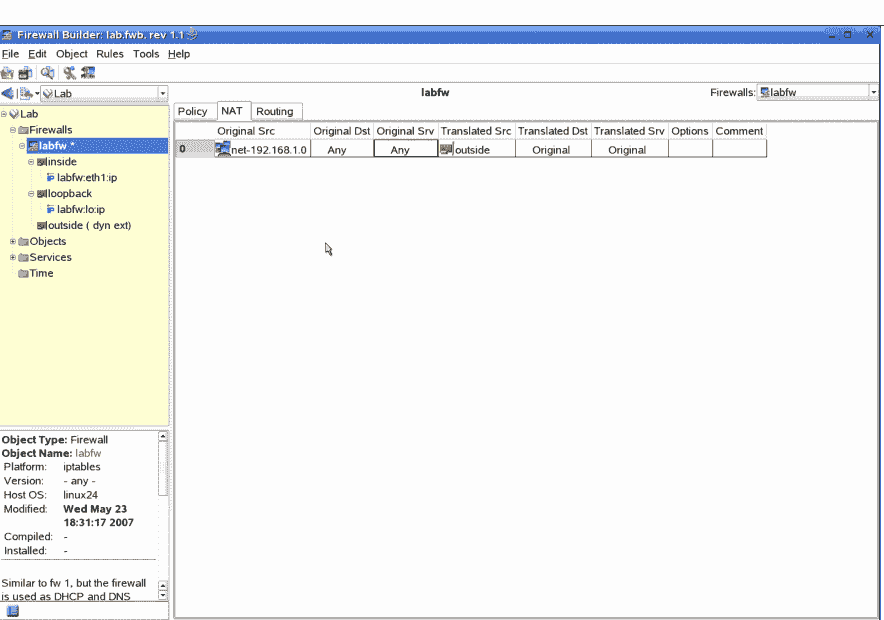 Firewall Builder: lab.fwb, rev 1.1
File Edit Object Rules Tools Help
Lab
labfw
Firewalls: labfw
Lab
Firewalls
labfw *
inside
labfw:eth1:ip
loopback
labfw:lo:ip
outside ( dyn ext)
Objects
Services
Time
Policy NAT Routing
Original Src Original Dst Original Srv Translated Src Translated Dst Translated Srv Options Comment
0 net-192.168.1.0 Any Any outside Original Original
Object Type: Firewall
Object Name: labfw
Platform: iptables
Version: - any -
Host OS: linux24
Modified: Wed May 23
18:31:17 2007
Compiled: -
Installed: -
Similar to fw 1, but the firewall
is used as DHCP and DNS